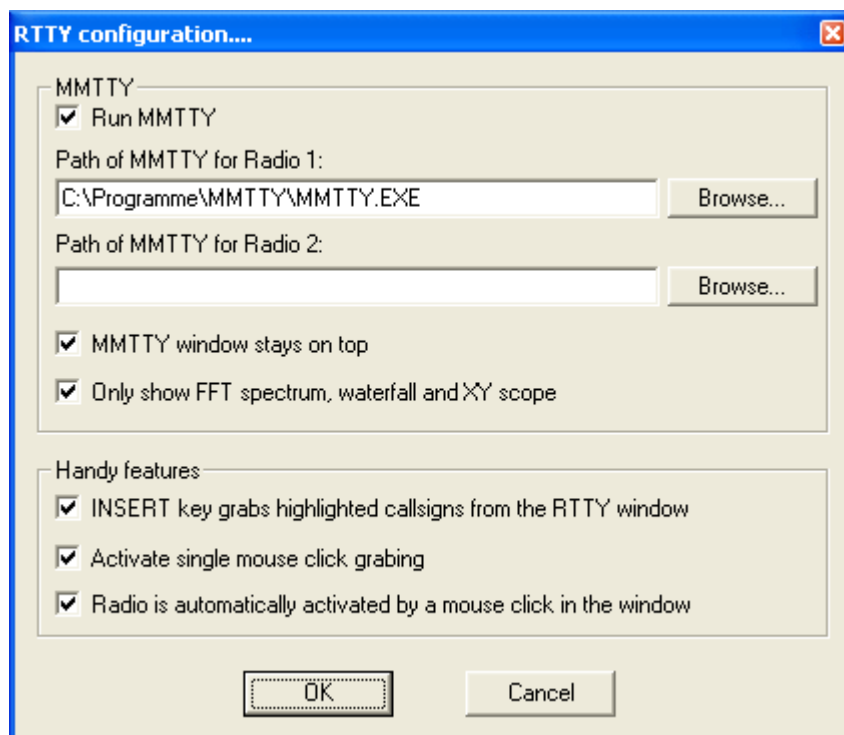 RTTY configuration....
MMTTY
Run MMTTY
Path of MMTTY for Radio 1:
C:\Programme\MMTTY\MMTTY.EXE
Browse...
Path of MMTTY for Radio 2:
Browse...
MMTTY window stays on top
Only show FFT spectrum, waterfall and XY scope
Handy features
INSERT key grabs highlighted callsigns from the RTTY window
Activate single mouse click grabing
Radio is automatically activated by a mouse click in the window
OK
Cancel